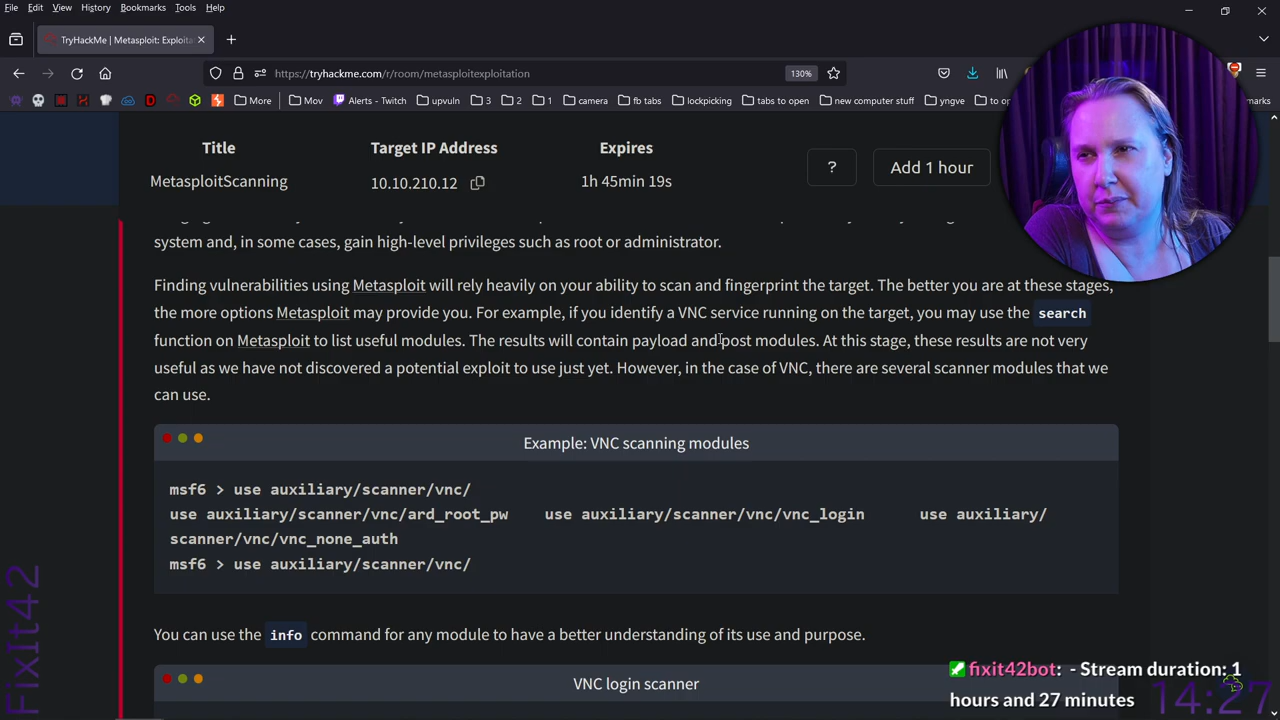 File Edit View History Bookmarks Tools Help
TryHackMe | Metasploit: Exploita
https://tryhackme.com/r/room/metasploitexploitation
130%
More Mov Alerts - Twitch upvuln 3 2 1 camera fb tabs lockpicking tabs to open new computer stuff yngve to op
Title Target IP Address Expires
MetasploitScanning 10.10.210.12 1h 45min 19s
? Add 1 hour
system and, in some cases, gain high-level privileges such as root or administrator.
Finding vulnerabilities using Metasploit will rely heavily on your ability to scan and fingerprint the target. The better you are at these stages,
the more options Metasploit may provide you. For example, if you identify a VNC service running on the target, you may use the search
function on Metasploit to list useful modules. The results will contain payload and post modules. At this stage, these results are not very
useful as we have not discovered a potential exploit to use just yet. However, in the case of VNC, there are several scanner modules that we
can use.
Example: VNC scanning modules
msf6 > use auxiliary/scanner/vnc/
use auxiliary/scanner/vnc/ard_root_pw use auxiliary/scanner/vnc/vnc_login use auxiliary/
scanner/vnc/vnc_none_auth
msf6 > use auxiliary/scanner/vnc/
You can use the info command for any module to have a better understanding of its use and purpose.
VNC login scanner
fixit42bot: - Stream duration: 1
hours and 27 minutes
14:27
FixIt42